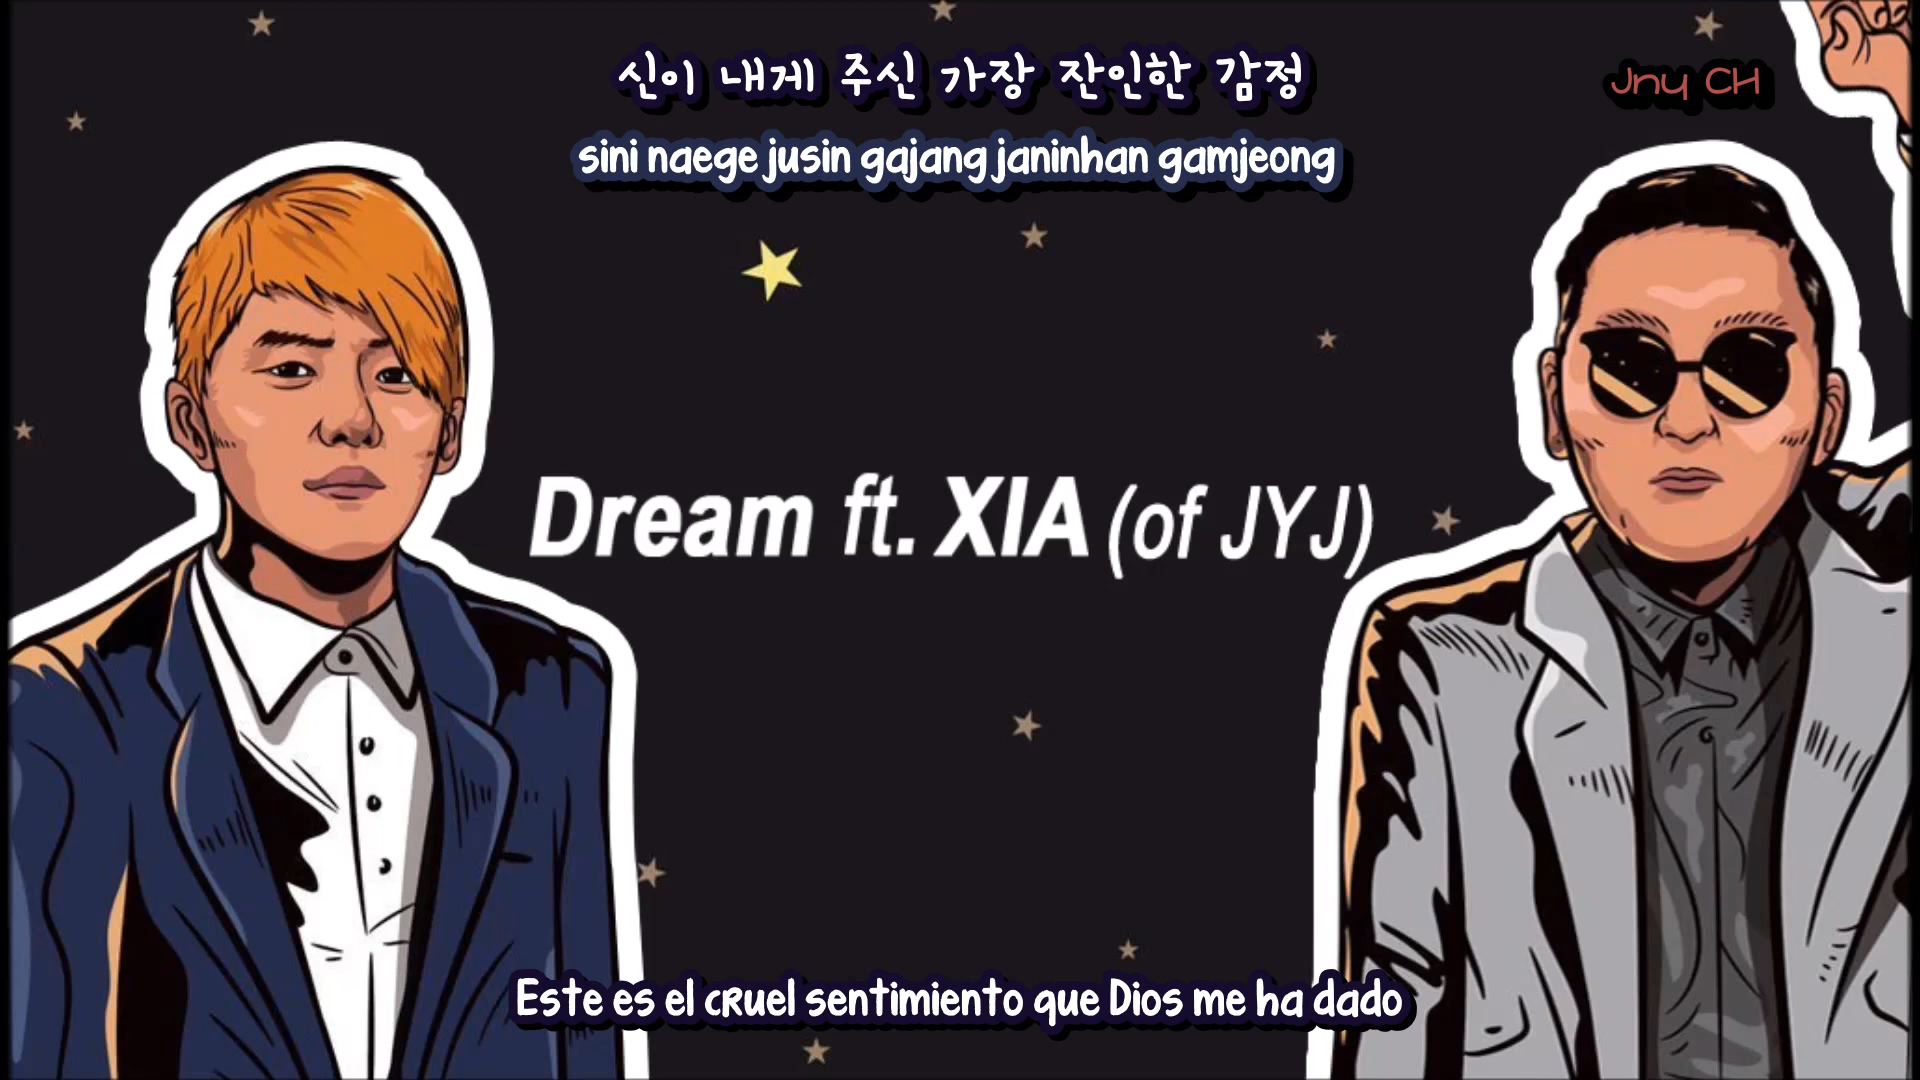 신이 내게 주신 가장 잔인한 감정
Jny CH
sini naege jusin gajang janinhan gamjeong
Dream ft. XIA (of JYJ)
Este es el cruel sentimiento que Dios me ha dado